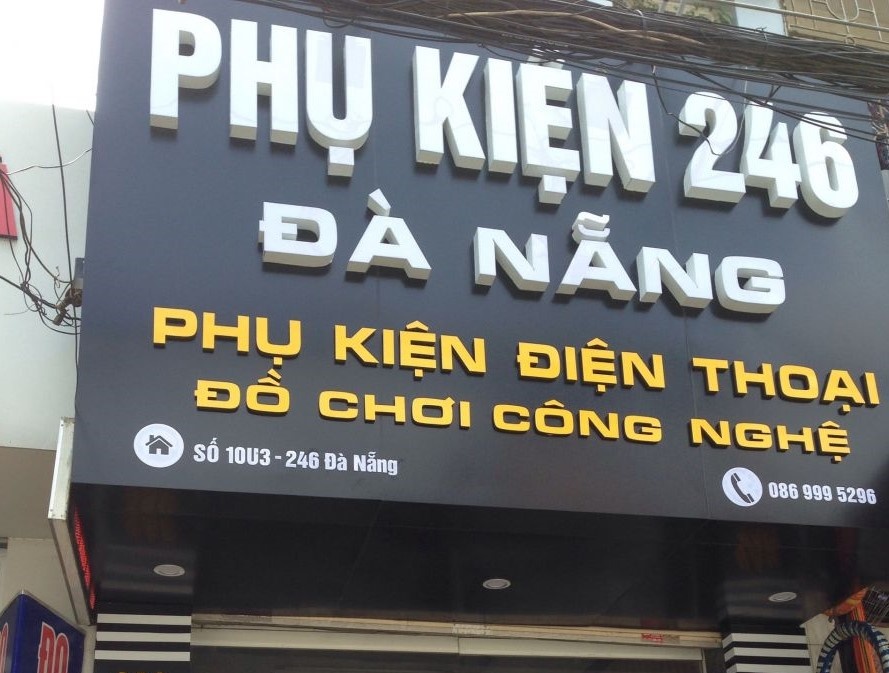 PHỤ KIỆN 246
ĐÀ NẴNG
PHỤ KIỆN ĐIỆN THOẠI
ĐỒ CHƠI CÔNG NGHỆ
SỐ 10U3 - 246 Đà Nẵng
086 999 5296